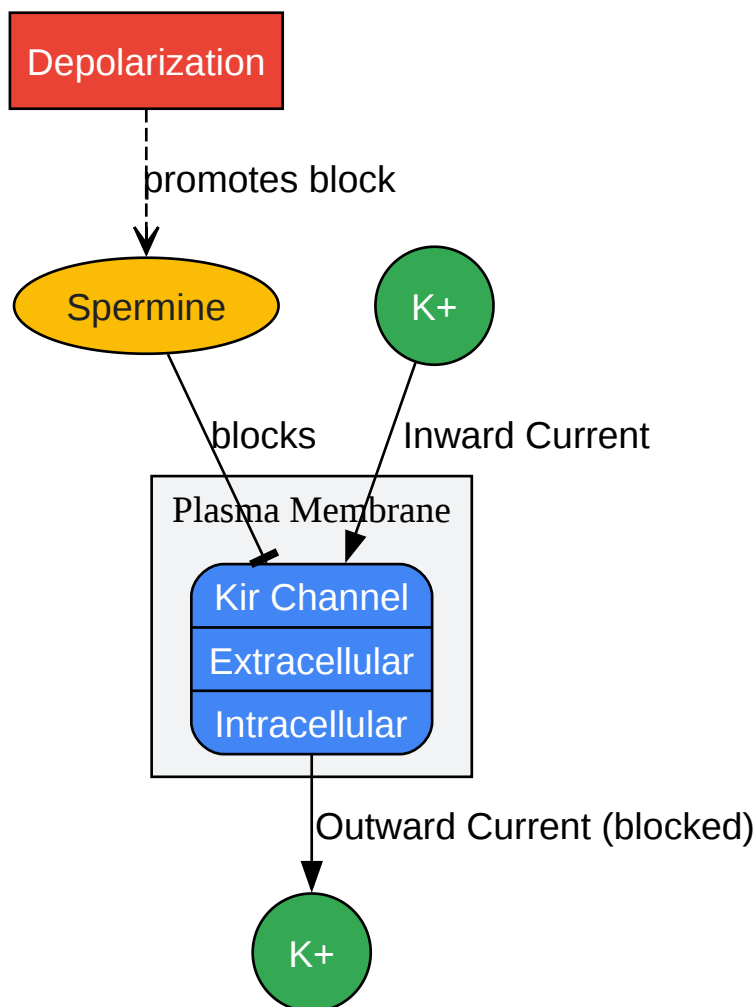 Depolarization
promotes block
Spermine
K+
blocks
Inward Current
Plasma Membrane
Kir Channel
Extracellular
Intracellular
Outward Current (blocked)
K+